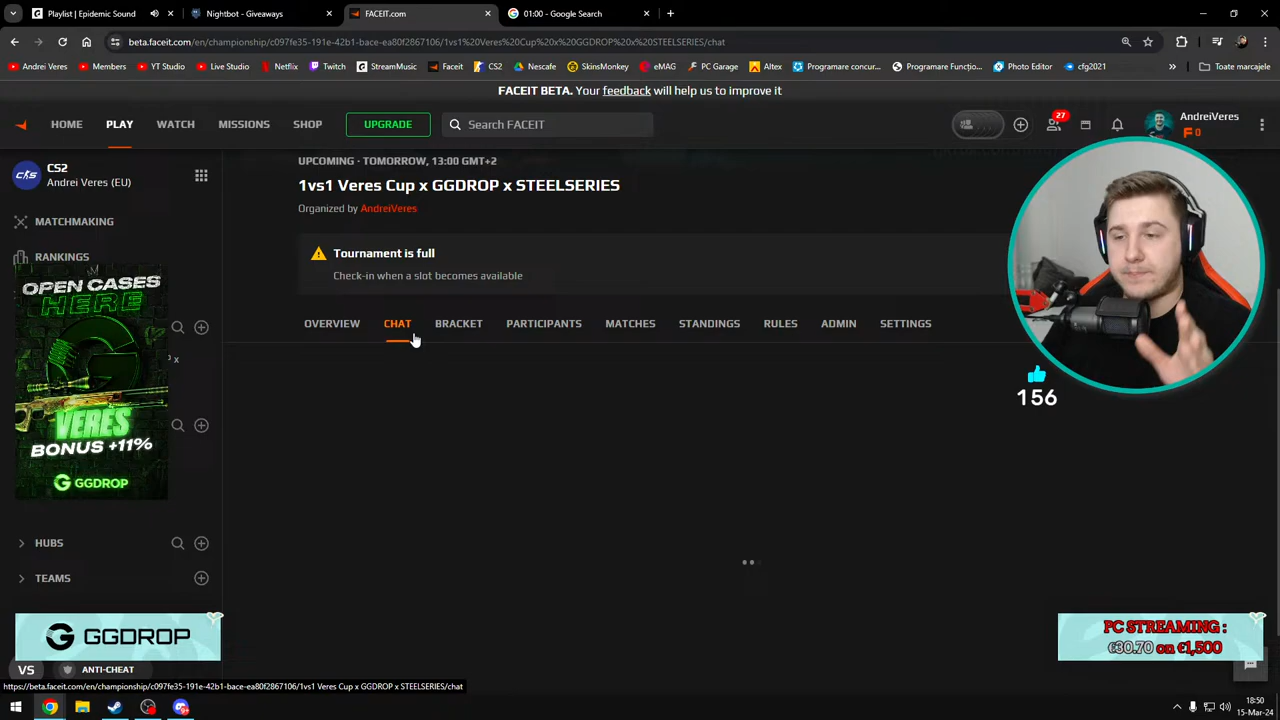 Playlist | Epidemic Sound
Nightbot - Giveaways
FACEIT.com
01:00 - Google Search
beta.faceit.com/en/championship/c097fe35-191e-42b1-bace-ea80f2867106/1vs1%20Veres%20Cup%20x%20GGDROP%20x%20STEELSERIES/chat
Andrei Veres
Members
YT Studio
Live Studio
Netflix
Twitch
StreamMusic
Faceit
CS2
Nescafe
SkinsMonkey
eMAG
PC Garage
Altex
Programare concur...
Programare Funcțio...
Photo Editor
cfg2021
Toate marcajele
FACEIT BETA. Your feedback will help us to improve it
HOME
PLAY
WATCH
MISSIONS
SHOP
UPGRADE
Search FACEIT
27
AndreiVeres
0
CS2
Andrei Veres (EU)
MATCHMAKING
RANKINGS
OPEN CASES
HERE
VERES
BONUS +11%
GGDROP
x
HUBS
TEAMS
GGDROP
VS
ANTI-CHEAT
UPCOMING · TOMORROW, 13:00 GMT+2
1vs1 Veres Cup x GGDROP x STEELSERIES
Organized by AndreiVeres
Tournament is full
Check-in when a slot becomes available
OVERVIEW
CHAT
BRACKET
PARTICIPANTS
MATCHES
STANDINGS
RULES
ADMIN
SETTINGS
156
PC STREAMING :
€30.70 on €1,500
https://beta.faceit.com/en/championship/c097fe35-191e-42b1-bace-ea80f2867106/1vs1 Veres Cup x GGDROP x STEELSERIES/chat
18:50
15-Mar-24